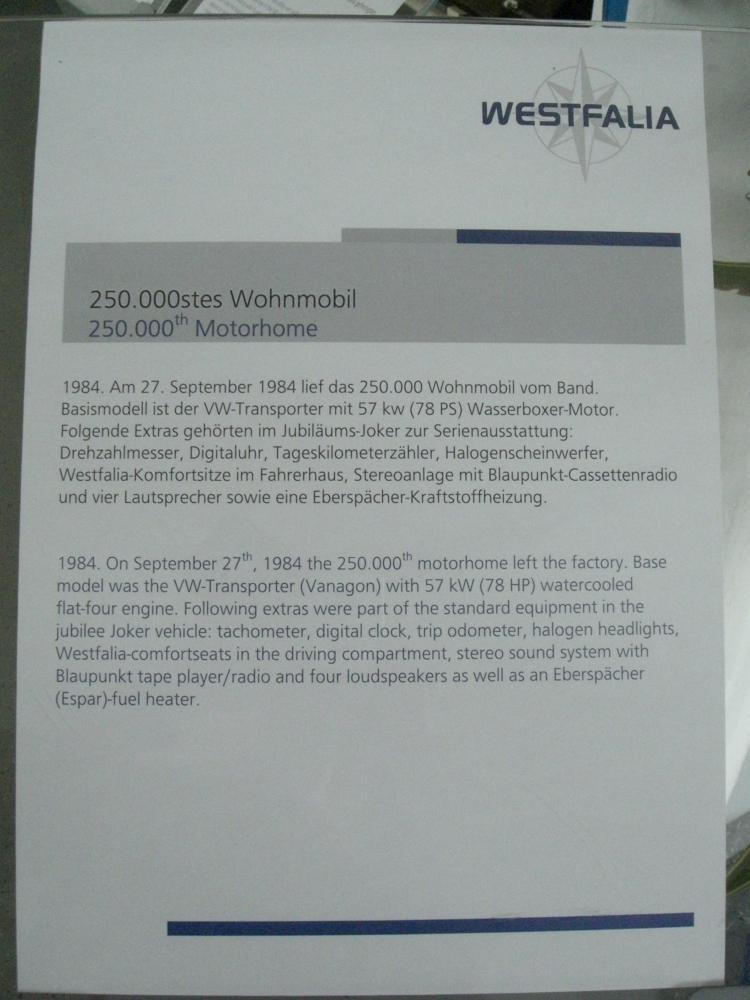 WESTFALIA
250.000stes Wohnmobil
250.000th Motorhome
1984. Am 27. September 1984 lief das 250.000 Wohnmobil vom Band.
Basismodell ist der VW-Transporter mit 57 kw (78 PS) Wasserboxer-Motor.
Folgende Extras gehörten im Jubiläums-Joker zur Serienausstattung:
Drehzahlmesser, Digitaluhr, Tageskilometerzähler, Halogenscheinwerfer,
Westfalia-Komfortsitze im Fahrerhaus, Stereoanlage mit Blaupunkt-Cassettenradio
und vier Lautsprecher sowie eine Eberspächer-Kraftstoffheizung.
1984. On September 27th, 1984 the 250.000th motorhome left the factory. Base
model was the VW-Transporter (Vanagon) with 57 kW (78 HP) watercooled
flat-four engine. Following extras were part of the standard equipment in the
jubilee Joker vehicle: tachometer, digital clock, trip odometer, halogen headlights,
Westfalia-comfortseats in the driving compartment, stereo sound system with
Blaupunkt tape player/radio and four loudspeakers as well as an Eberspächer
(Espar)-fuel heater.